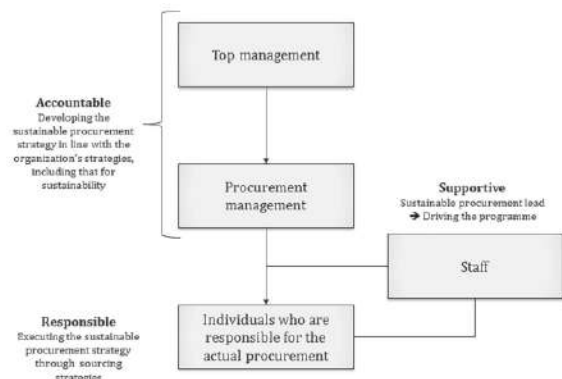 Top management
Accountable
Developing the
sustainable procurement
strategy in line with the
organization's strategies,
including that for
sustainability
Procurement
management
Supportive
Sustainable procurement lead
➔ Driving the programme
Staff
Responsible
Executing the sustainable
procurement strategy
through sourcing
strategies
Individuals who are
responsible for the
actual procurement